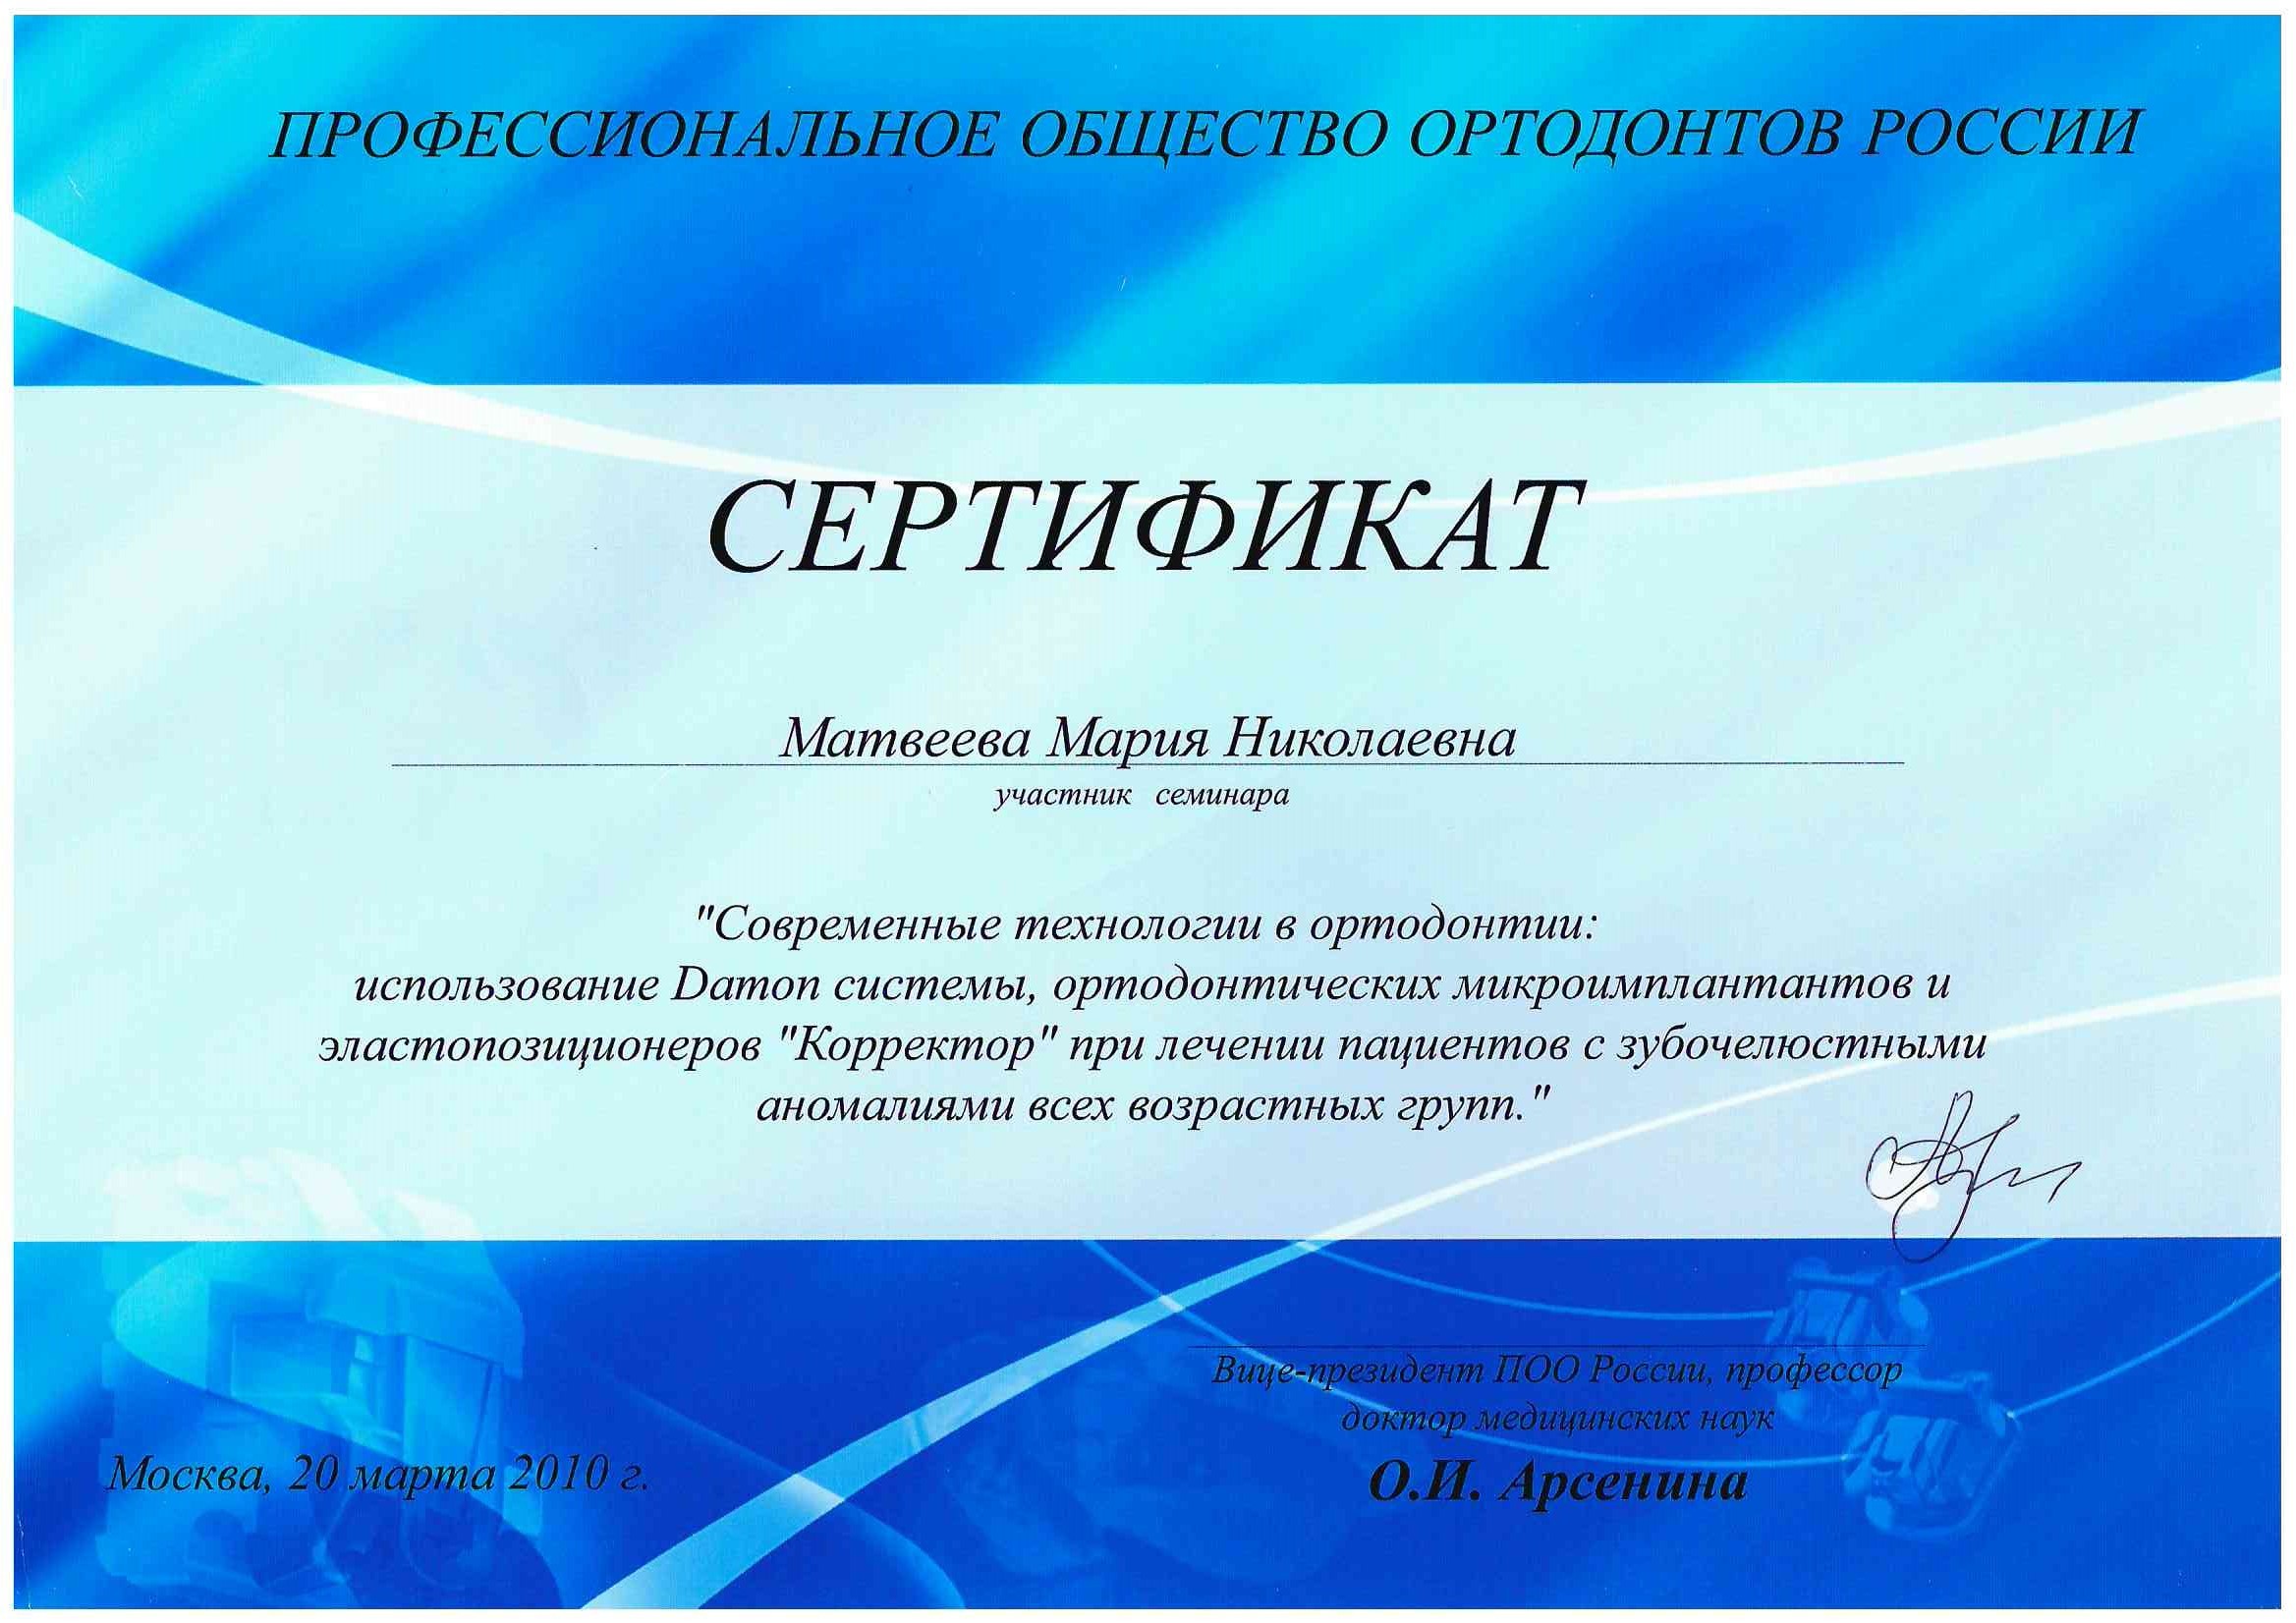 ПРОФЕССИОНАЛЬНОЕ ОБЩЕСТВО ОРТОДОНТОВ РОССИИ
СЕРТИФИКАТ
Матвеева Мария Николаевна
участник семинара
"Современные технологии в ортодонтии:
использование Damon системы, ортодонтических микроимплантантов и
эластопозиционеров "Корректор" при лечении пациентов с зубочелюстными
аномалиями всех возрастных групп."
Вице-президент ПОО России, профессор
доктор медицинских наук
О.И. Арсенина
Москва, 20 марта 2010 г.